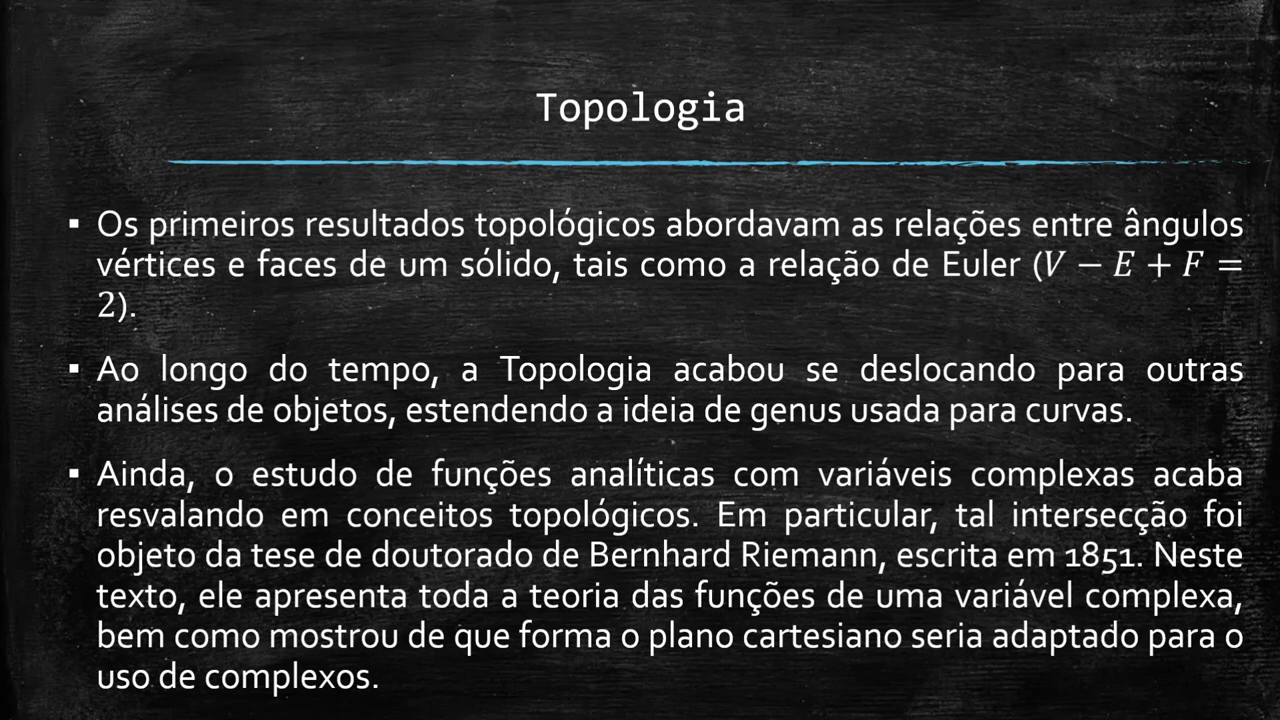 Topologia
▪ Os primeiros resultados topológicos abordavam as relações entre ângulos
vértices e faces de um sólido, tais como a relação de Euler (V − E + F =
2).
▪ Ao longo do tempo, a Topologia acabou se deslocando para outras
análises de objetos, estendendo a ideia de genus usada para curvas.
▪ Ainda, o estudo de funções analíticas com variáveis complexas acaba
resvalando em conceitos topológicos. Em particular, tal intersecção foi
objeto da tese de doutorado de Bernhard Riemann, escrita em 1851. Neste
texto, ele apresenta toda a teoria das funções de uma variável complexa,
bem como mostrou de que forma o plano cartesiano seria adaptado para o
uso de complexos.